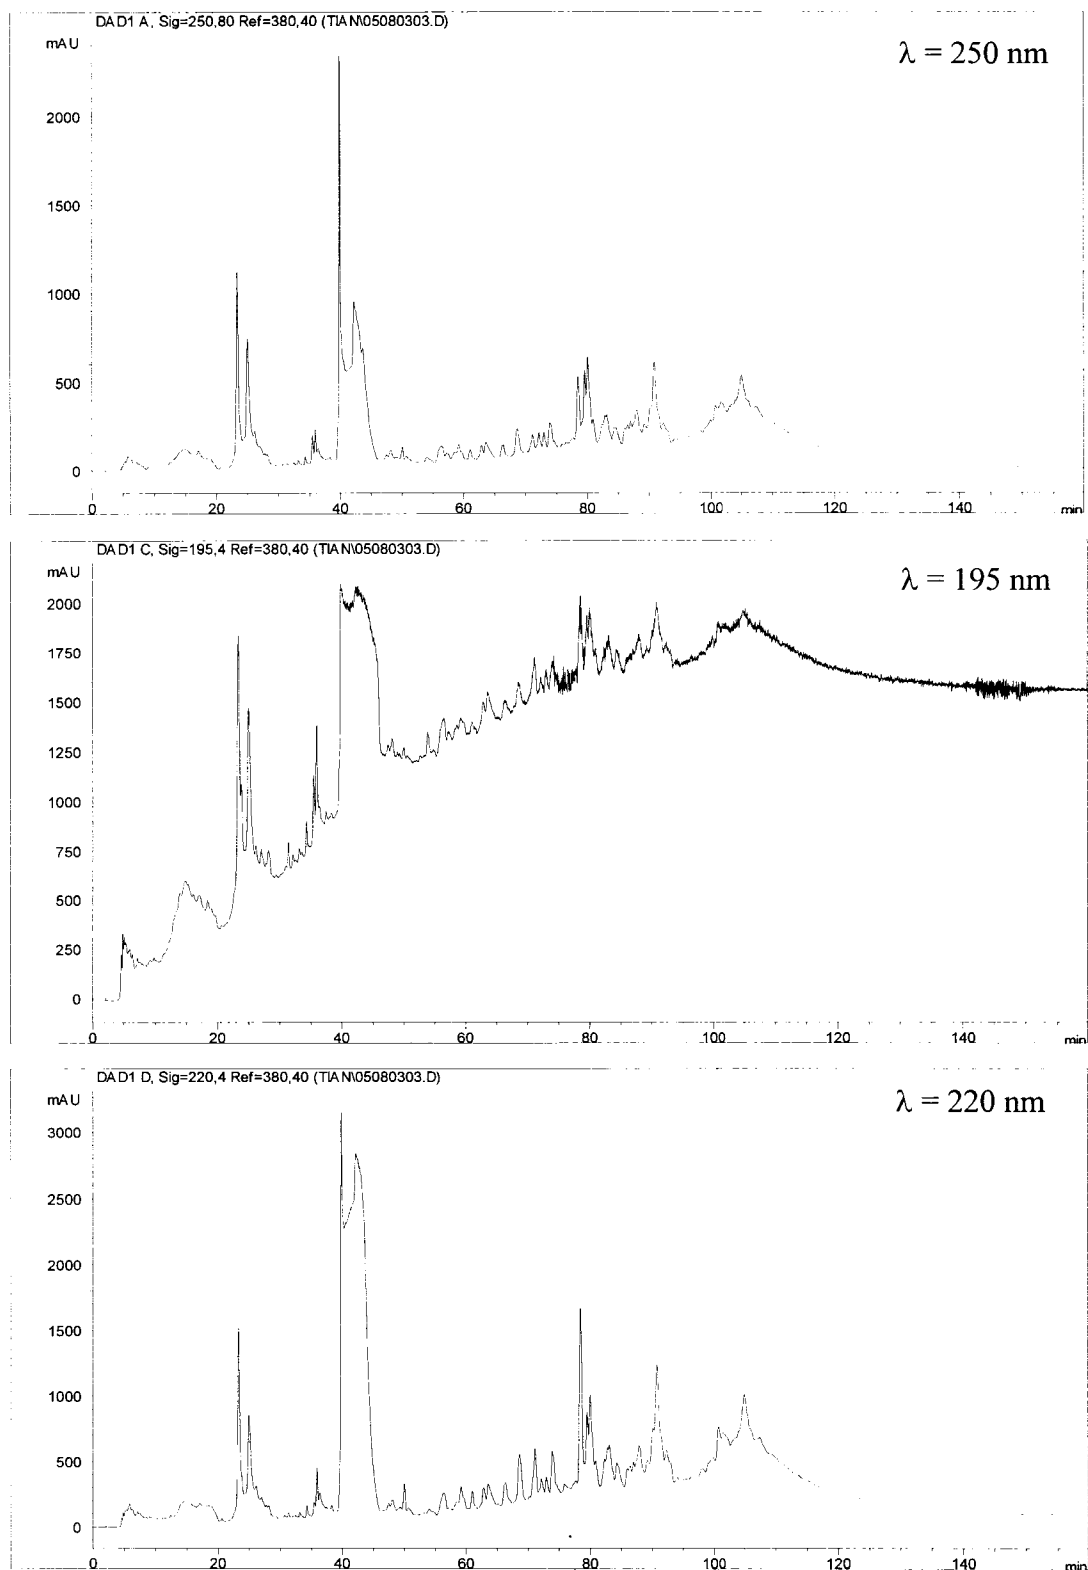 DAD1 A, Sig=250,80 Ref=380,40 (TIAN\05080303.D)
mAU
λ = 250 nm
2000
1500
1000
500
0
0 20 40 60 80 100 120 140 min
DAD1 C, Sig=195,4 Ref=380,40 (TIAN\05080303.D)
mAU
λ = 195 nm
2000
1750
1500
1250
1000
750
500
250
0
0 20 40 60 80 100 120 140 min
DAD1 D, Sig=220,4 Ref=380,40 (TIAN\05080303.D)
mAU
λ = 220 nm
3000
2500
2000
1500
1000
500
0
0 20 40 60 80 100 120 140 min